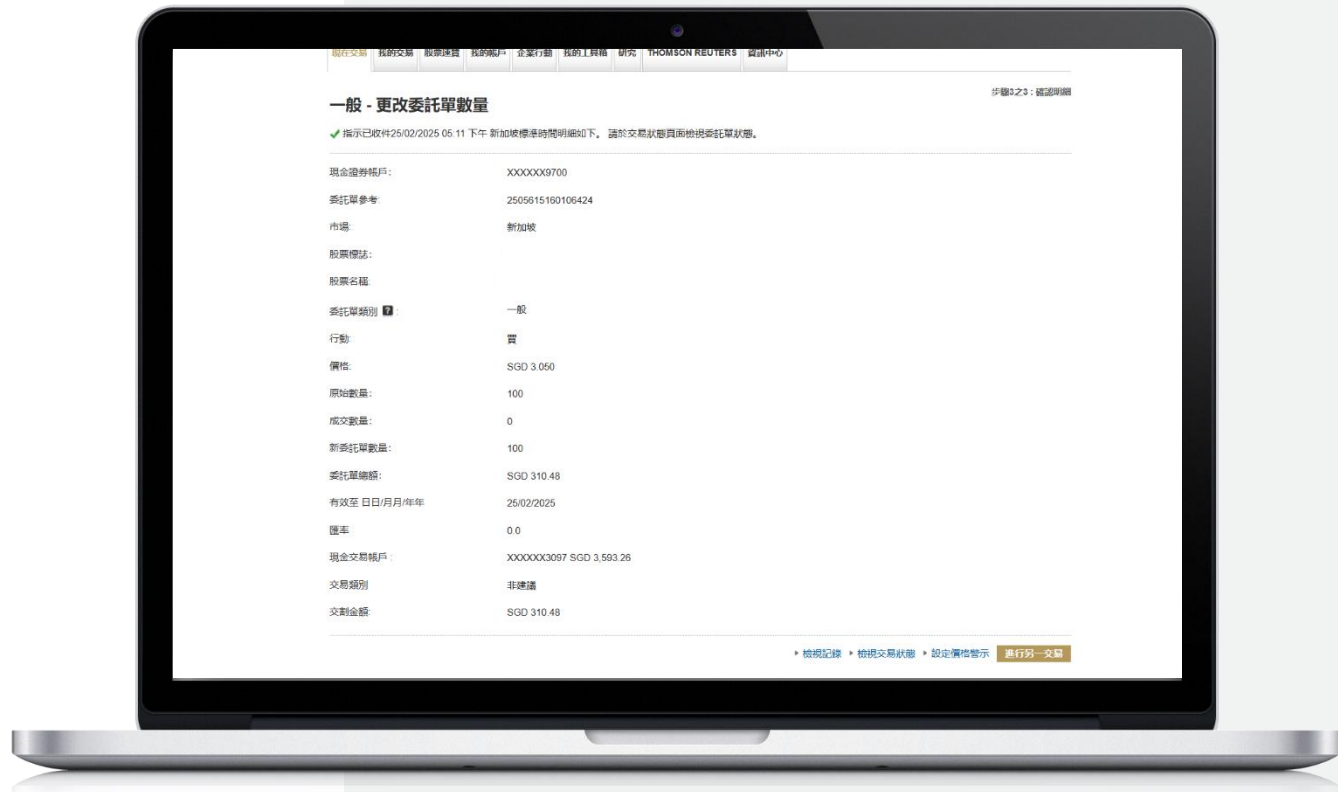 現在交易 我的交易 股票速覽 我的帳戶 企業行動 我的工具箱 研究 THOMSON REUTERS 資訊中心
步驟3之3：確認明細
一般 - 更改委託單數量
指示已收件25/02/2025 05:11 下午 新加坡標準時間明細如下。 請於交易狀態頁面檢視委託單狀態。
現金證券帳戶: XXXXXX9700
委託單參考: 2505615160106424
市場: 新加坡
股票標誌:
股票名稱:
委託單類別 ? : 一般
行動: 買
價格: SGD 3.050
原始數量: 100
成交數量: 0
新委託單數量: 100
委託單總額: SGD 310.48
有效至 日日/月月/年年 25/02/2025
匯率 0.0
現金交易帳戶 : XXXXXX3097 SGD 3,593.26
交易類別 非建議
交割金額: SGD 310.48
檢視記錄 檢視交易狀態 設定價格警示 進行另一交易